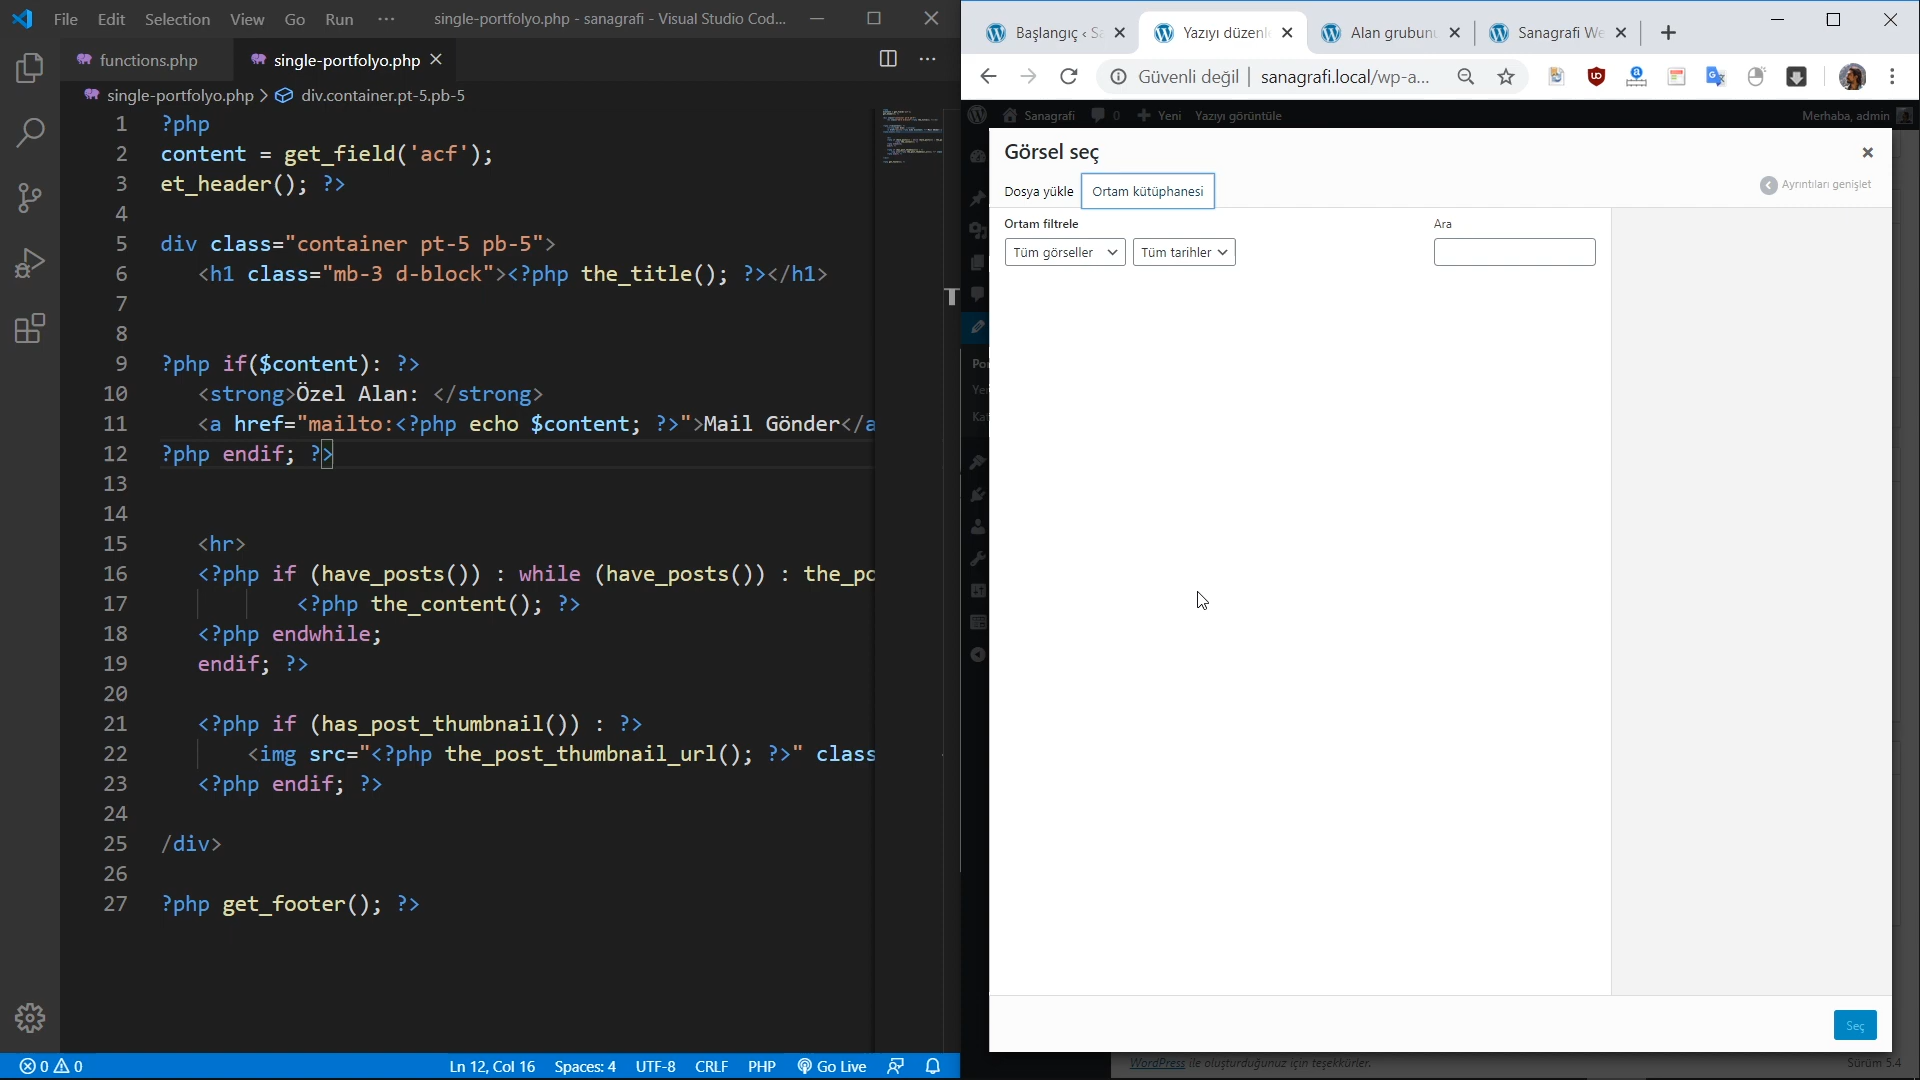 File Edit Selection View Go Run ··· single-portfolyo.php - sanagrafi - Visual Studio Cod...
functions.php single-portfolyo.php
single-portfolyo.php > div.container.pt-5.pb-5
1 ?php
2 content = get_field('acf');
3 et_header(); ?>
4
5 div class="container pt-5 pb-5">
6 <h1 class="mb-3 d-block"><?php the_title(); ?></h1>
7
8
9 ?php if($content): ?>
10 <strong>Özel Alan: </strong>
11 <a href="mailto:<?php echo $content; ?>">Mail Gönder</a
12 ?php endif; ?>
13
14
15 <hr>
16 <?php if (have_posts()) : while (have_posts()) : the_po
17 <?php the_content(); ?>
18 <?php endwhile;
19 endif; ?>
20
21 <?php if (has_post_thumbnail()) : ?>
22 <img src="<?php the_post_thumbnail_url(); ?>" class
23 <?php endif; ?>
24
25 /div>
26
27 ?php get_footer(); ?>
0 0 Ln 12, Col 16 Spaces: 4 UTF-8 CRLF PHP Go Live
Başlangıç ‹ Sa Yazıyı düzenle Alan grubunu Sanagrafi We
Güvenli değil sanagrafi.local/wp-a...
Sanagrafi 0 Yeni Yazıyı görüntüle Merhaba, admin
Görsel seç
Dosya yükle Ortam kütüphanesi
Ayrıntıları genişlet
Ortam filtrele Ara
Tüm görseller Tüm tarihler
Po
Ye
Kat
Seç
WordPress ile oluşturduğunuz için teşekkürler. Sürüm 5.4